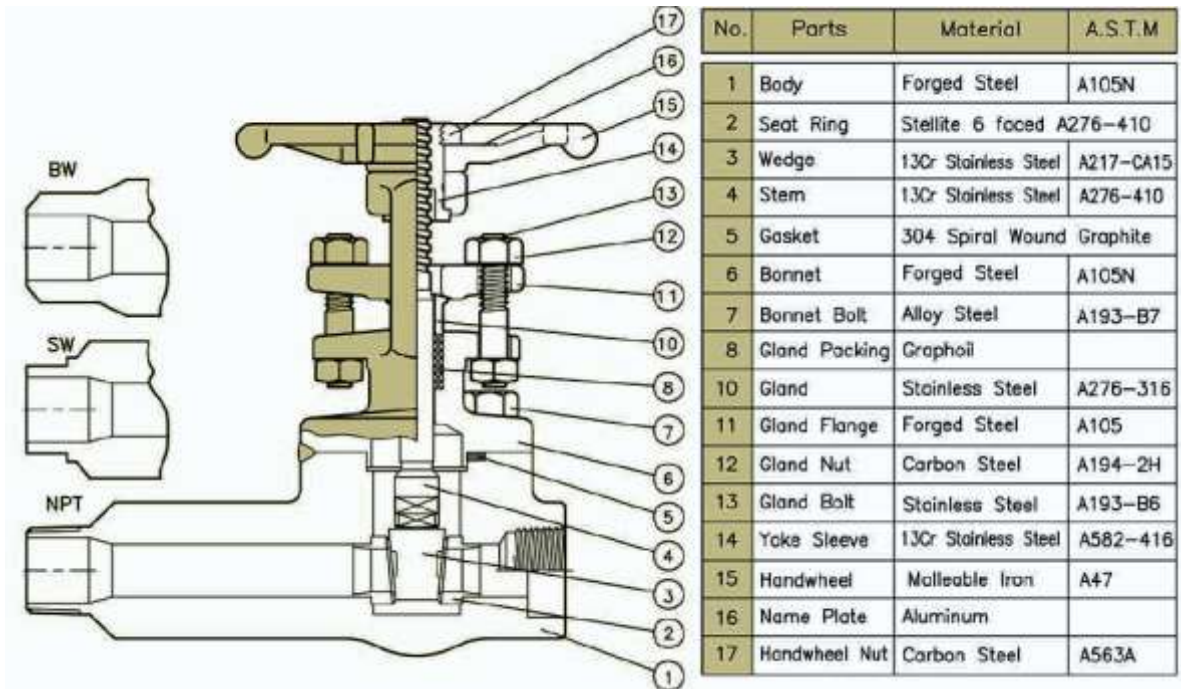 17
16
15
14
13
12
11
10
8
7
6
5
4
3
2
1
BW
SW
NPT
No. Parts Material A.S.T.M
1 Body Forged Steel A105N
2 Seat Ring Stellite 6 faced A276-410
3 Wedge 13Cr Stainless Steel A217-CA15
4 Stem 13Cr Stainless Steel A276-410
5 Gasket 304 Spiral Wound Graphite
6 Bonnet Forged Steel A105N
7 Bonnet Bolt Alloy Steel A193-B7
8 Gland Packing Graphoil
10 Gland Stainless Steel A276-316
11 Gland Flange Forged Steel A105
12 Gland Nut Carbon Steel A194-2H
13 Gland Bolt Stainless Steel A193-B6
14 Yoke Sleeve 13Cr Stainless Steel A582-416
15 Handwheel Malleable Iron A47
16 Name Plate Aluminum
17 Handwheel Nut Carbon Steel A563A